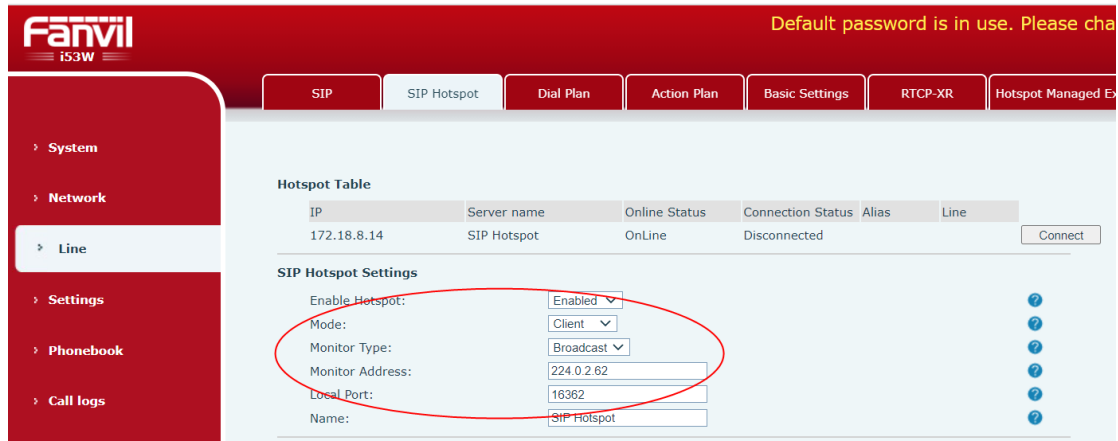 Fanvil
i53W
Default password is in use. Please cha
SIP SIP Hotspot Dial Plan Action Plan Basic Settings RTCP-XR Hotspot Managed Ex
› System
› Network
› Line
› Settings
› Phonebook
› Call logs
Hotspot Table
IP Server name Online Status Connection Status Alias Line
172.18.8.14 SIP Hotspot OnLine Disconnected Connect
SIP Hotspot Settings
Enable Hotspot: Enabled ?
Mode: Client ?
Monitor Type: Broadcast ?
Monitor Address: 224.0.2.62 ?
Local Port: 16362 ?
Name: SIP Hotspot ?